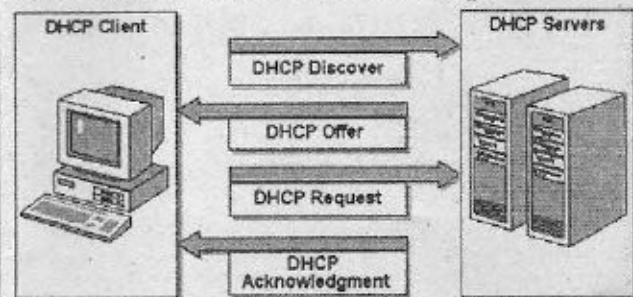 DHCP Client
DHCP Servers
DHCP Discover
DHCP Offer
DHCP Request
DHCP
Acknowledgment